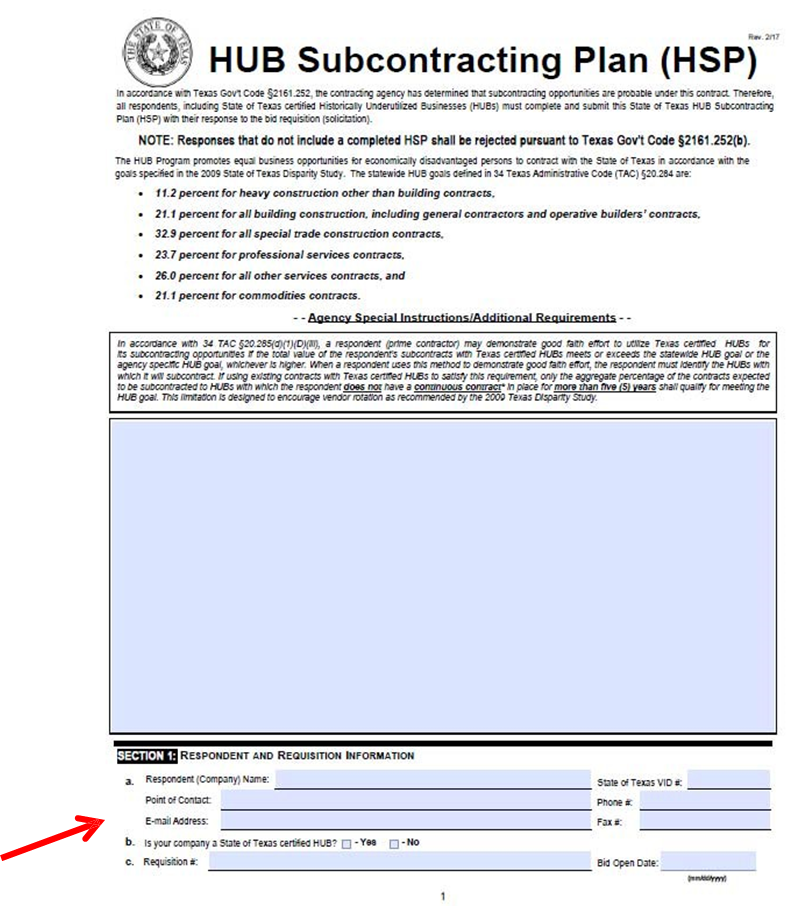 THE STATE OF TEXAS
Rev. 2/17
HUB Subcontracting Plan (HSP)
In accordance with Texas Gov't Code §2161.252, the contracting agency has determined that subcontracting opportunities are probable under this contract. Therefore,
all respondents, including State of Texas certified Historically Underutilized Businesses (HUBs) must complete and submit this State of Texas HUB Subcontracting
Plan (HSP) with their response to the bid requisition (solicitation).
NOTE: Responses that do not include a completed HSP shall be rejected pursuant to Texas Gov't Code §2161.252(b).
The HUB Program promotes equal business opportunities for economically disadvantaged persons to contract with the State of Texas in accordance with the
goals specified in the 2009 State of Texas Disparity Study. The statewide HUB goals defined in 34 Texas Administrative Code (TAC) §20.284 are:
• 11.2 percent for heavy construction other than building contracts,
• 21.1 percent for all building construction, including general contractors and operative builders' contracts,
• 32.9 percent for all special trade construction contracts,
• 23.7 percent for professional services contracts,
• 26.0 percent for all other services contracts, and
• 21.1 percent for commodities contracts.
- - Agency Special Instructions/Additional Requirements - -
In accordance with 34 TAC §20.285(d)(1)(D)(iii), a respondent (prime contractor) may demonstrate good faith effort to utilize Texas certified HUBs for
its subcontracting opportunities if the total value of the respondent's subcontracts with Texas certified HUBs meets or exceeds the statewide HUB goal or the
agency specific HUB goal, whichever is higher. When a respondent uses this method to demonstrate good faith effort, the respondent must identify the HUBs with
which it will subcontract. If using existing contracts with Texas certified HUBs to satisfy this requirement, only the aggregate percentage of the contracts expected
to be subcontracted to HUBs with which the respondent does not have a continuous contract* in place for more than five (5) years shall qualify for meeting the
HUB goal. This limitation is designed to encourage vendor rotation as recommended by the 2009 Texas Disparity Study.
SECTION 1: RESPONDENT AND REQUISITION INFORMATION
a. Respondent (Company) Name: State of Texas VID #:
Point of Contact: Phone #:
E-mail Address: Fax #:
b. Is your company a State of Texas certified HUB? - Yes - No
c. Requisition #: Bid Open Date:
(mm/dd/yyyy)
1